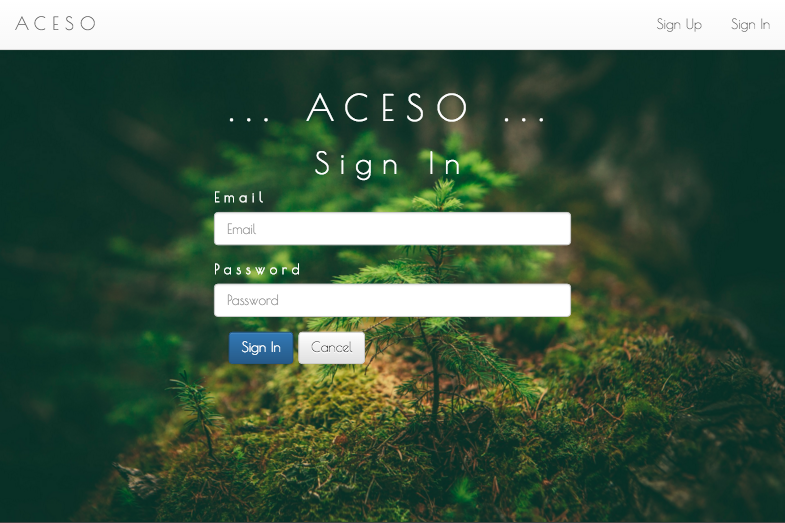 ACESO
Sign Up
Sign In
... ACESO ...
Sign In
Email
Email
Password
Password
Sign In
Cancel